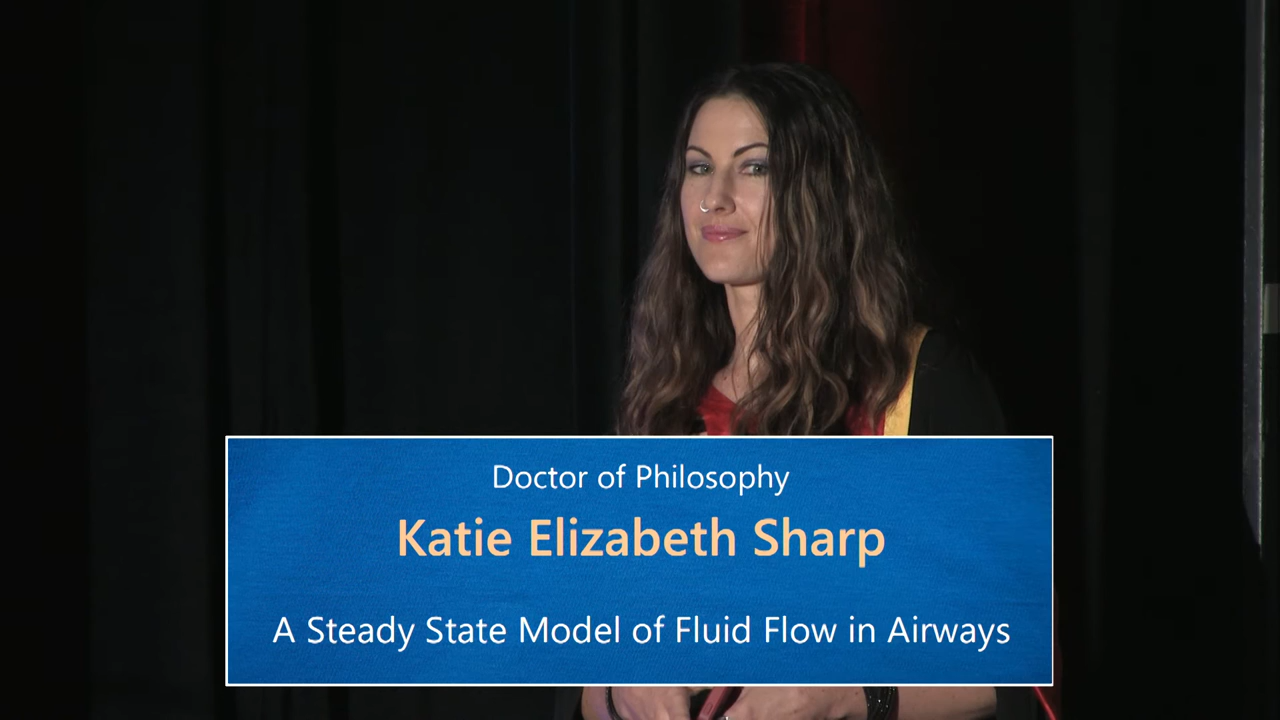 Doctor of Philosophy
Katie Elizabeth Sharp
A Steady State Model of Fluid Flow in Airways